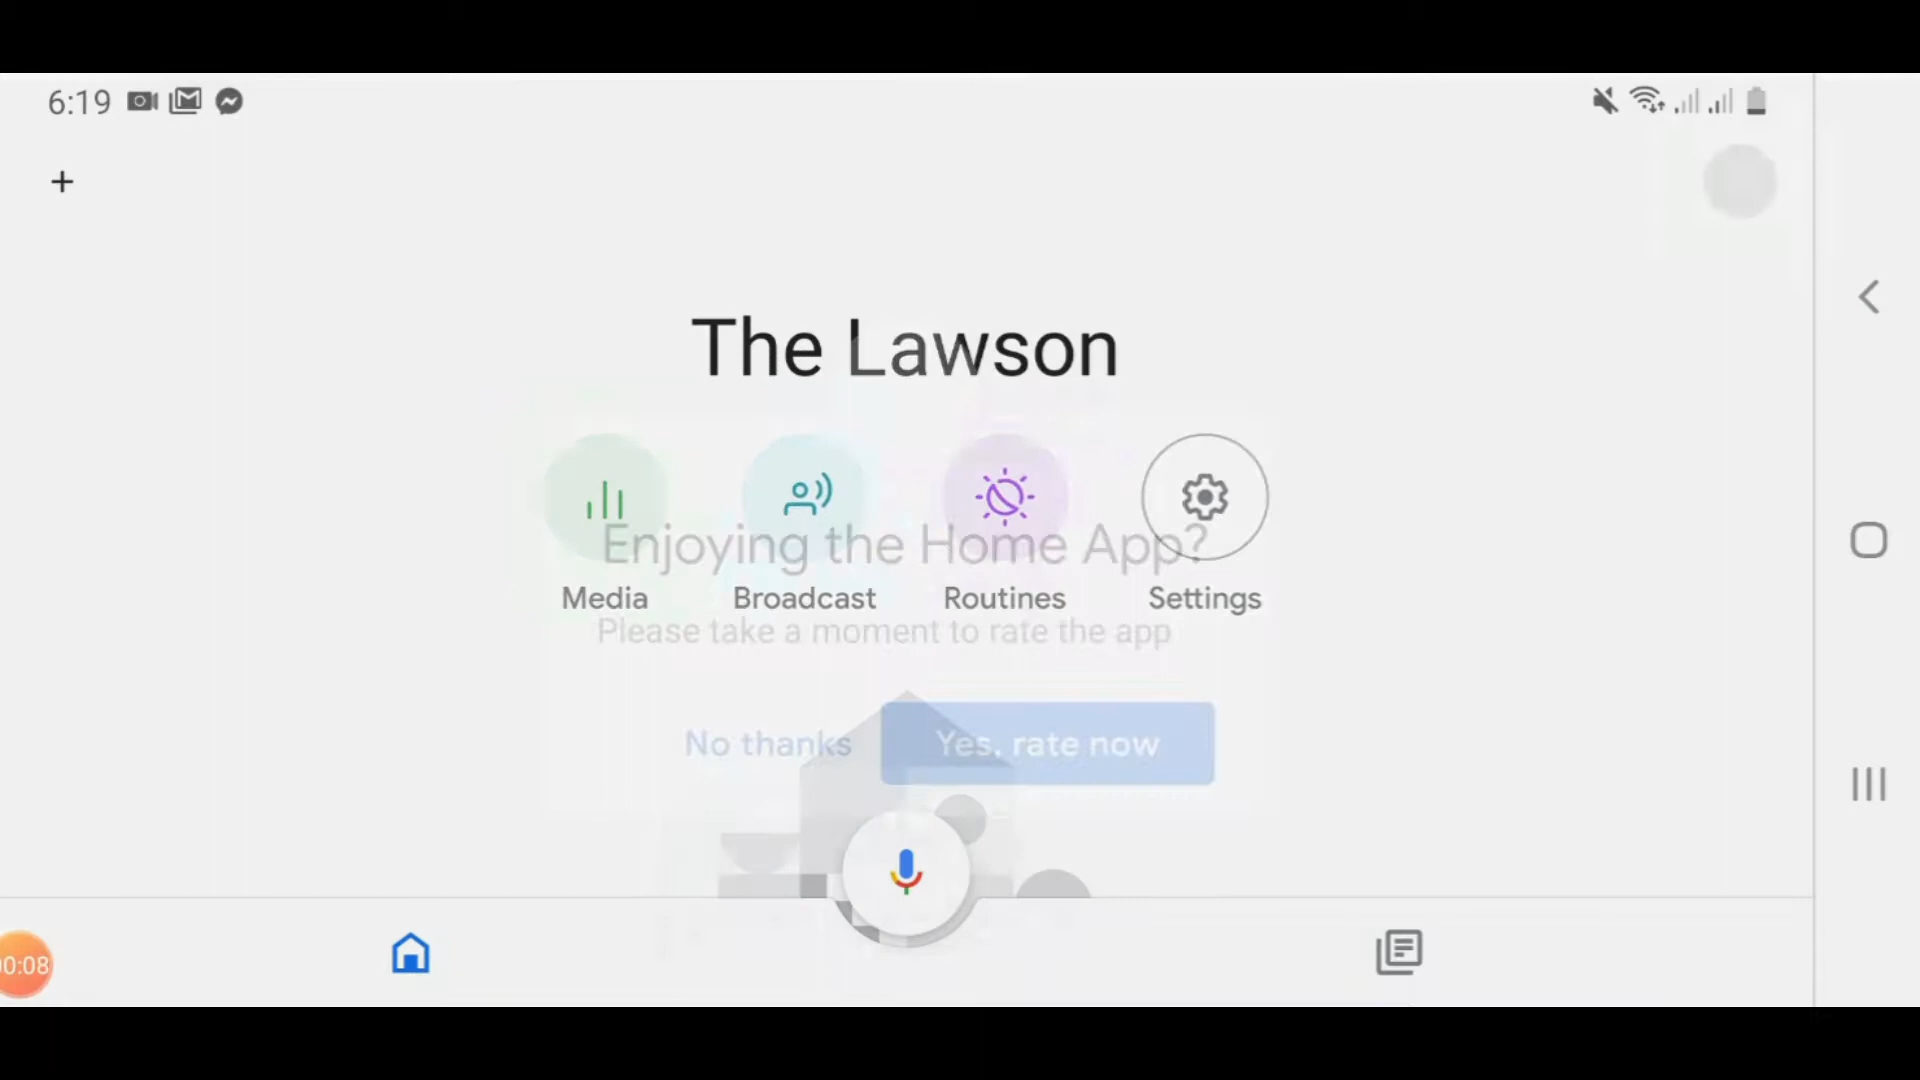 6:19
The Lawson
Enjoying the Home App?
Media
Broadcast
Routines
Settings
Please take a moment to rate the app
No thanks
Yes, rate now
00:08